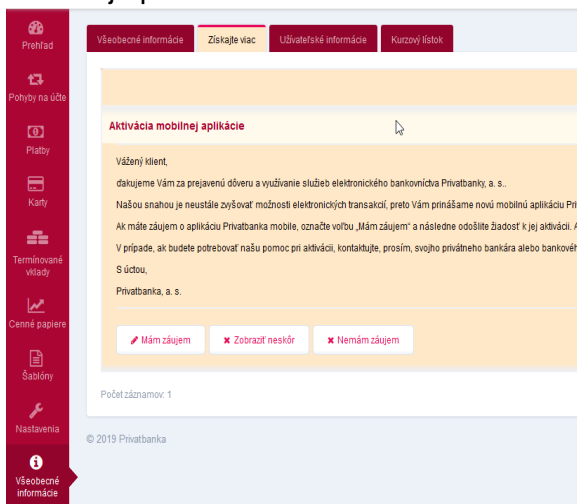 Prehľad
Pohyby na účte
Platby
Karty
Termínované
vklady
Cenné papiere
Šablóny
Nastavenia
Všeobecné
informácie
Všeobecné informácie
Získajte viac
Užívateľské informácie
Kurzový lístok
Aktivácia mobilnej aplikácie
Vážený klient,
ďakujeme Vám za prejavenú dôveru a využívanie služieb elektronického bankovníctva Privatbanky, a. s..
Našou snahou je neustále zvyšovať možnosti elektronických transakcií, preto Vám prinášame novú mobilnú aplikáciu Pri
Ak máte záujem o aplikáciu Privatbanka mobile, označte voľbu „Mám záujem" a následne odošlite žiadosť k jej aktivácii. A
V prípade, ak budete potrebovať našu pomoc pri aktivácii, kontaktujte, prosím, svojho privátneho bankára alebo bankovéh
S úctou,
Privatbanka, a. s.
Mám záujem
Zobraziť neskôr
Nemám záujem
Počet záznamov: 1
© 2019 Privatbanka